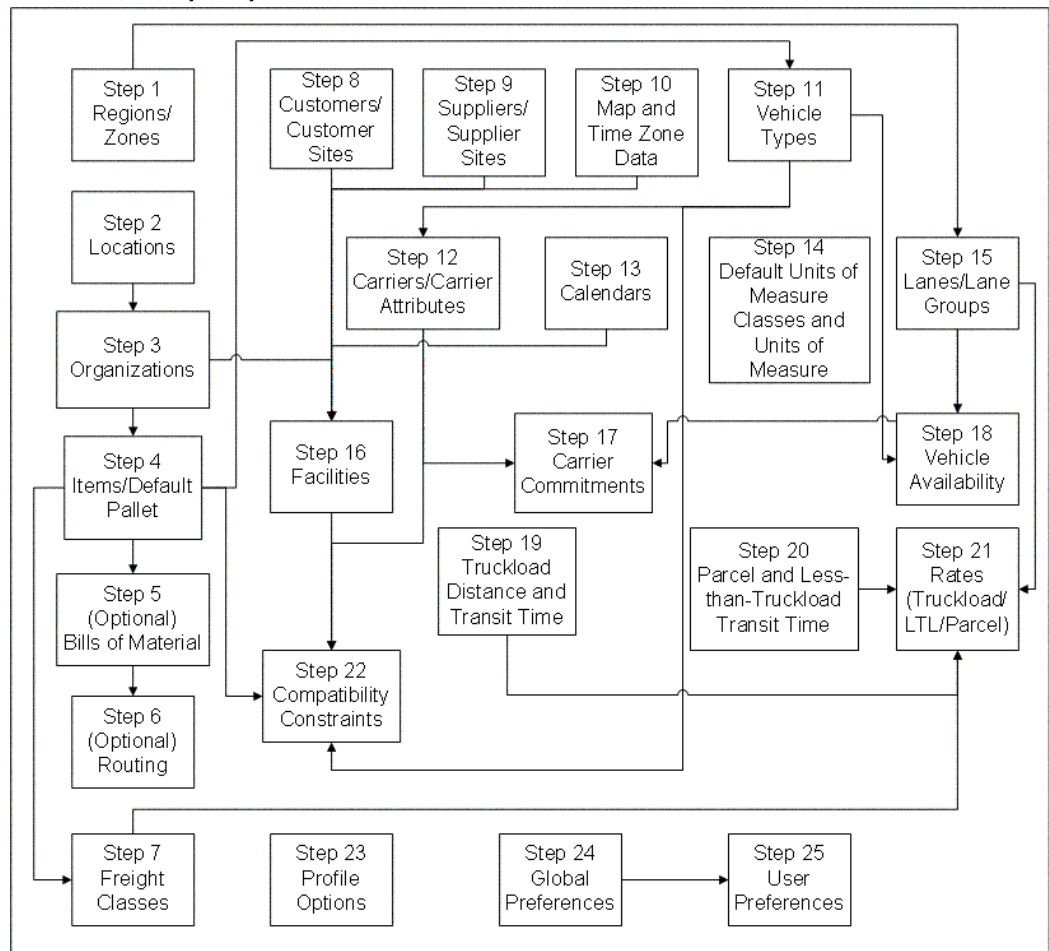 Step 1
Regions/
Zones
Step 8
Customers/
Customer
Sites
Step 9
Suppliers/
Supplier
Sites
Step 10
Map and
Time Zone
Data
Step 11
Vehicle
Types
Step 2
Locations
Step 12
Carriers/Carrier
Attributes
Step 13
Calendars
Step 14
Default Units of
Measure
Classes and
Units of
Measure
Step 15
Lanes/Lane
Groups
Step 3
Organizations
Step 4
Items/Default
Pallet
Step 16
Facilities
Step 17
Carrier
Commitments
Step 18
Vehicle
Availability
Step 5
(Optional)
Bills of Material
Step 19
Truckload
Distance and
Transit Time
Step 20
Parcel and Less-
than-Truckload
Transit Time
Step 21
Rates
(Truckload/
LTL/Parcel)
Step 22
Compatibility
Constraints
Step 6
(Optional)
Routing
Step 7
Freight
Classes
Step 23
Profile
Options
Step 24
Global
Preferences
Step 25
User
Preferences